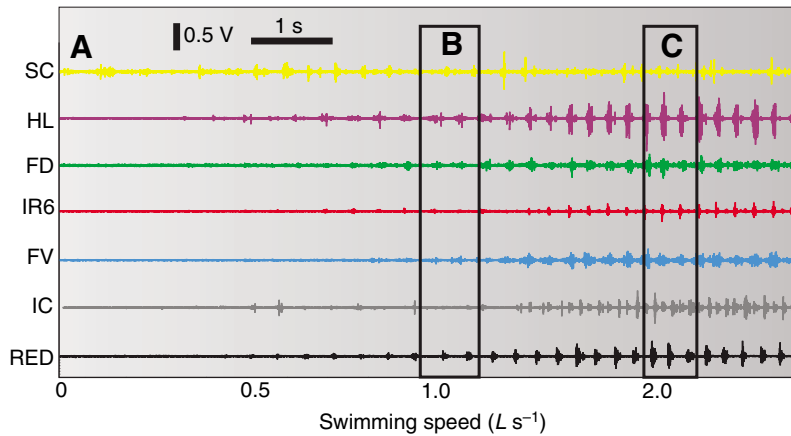 A
0.5 V
1 s
B
C
SC
HL
FD
IR6
FV
IC
RED
0 0.5 1.0 2.0
Swimming speed (L s⁻¹)